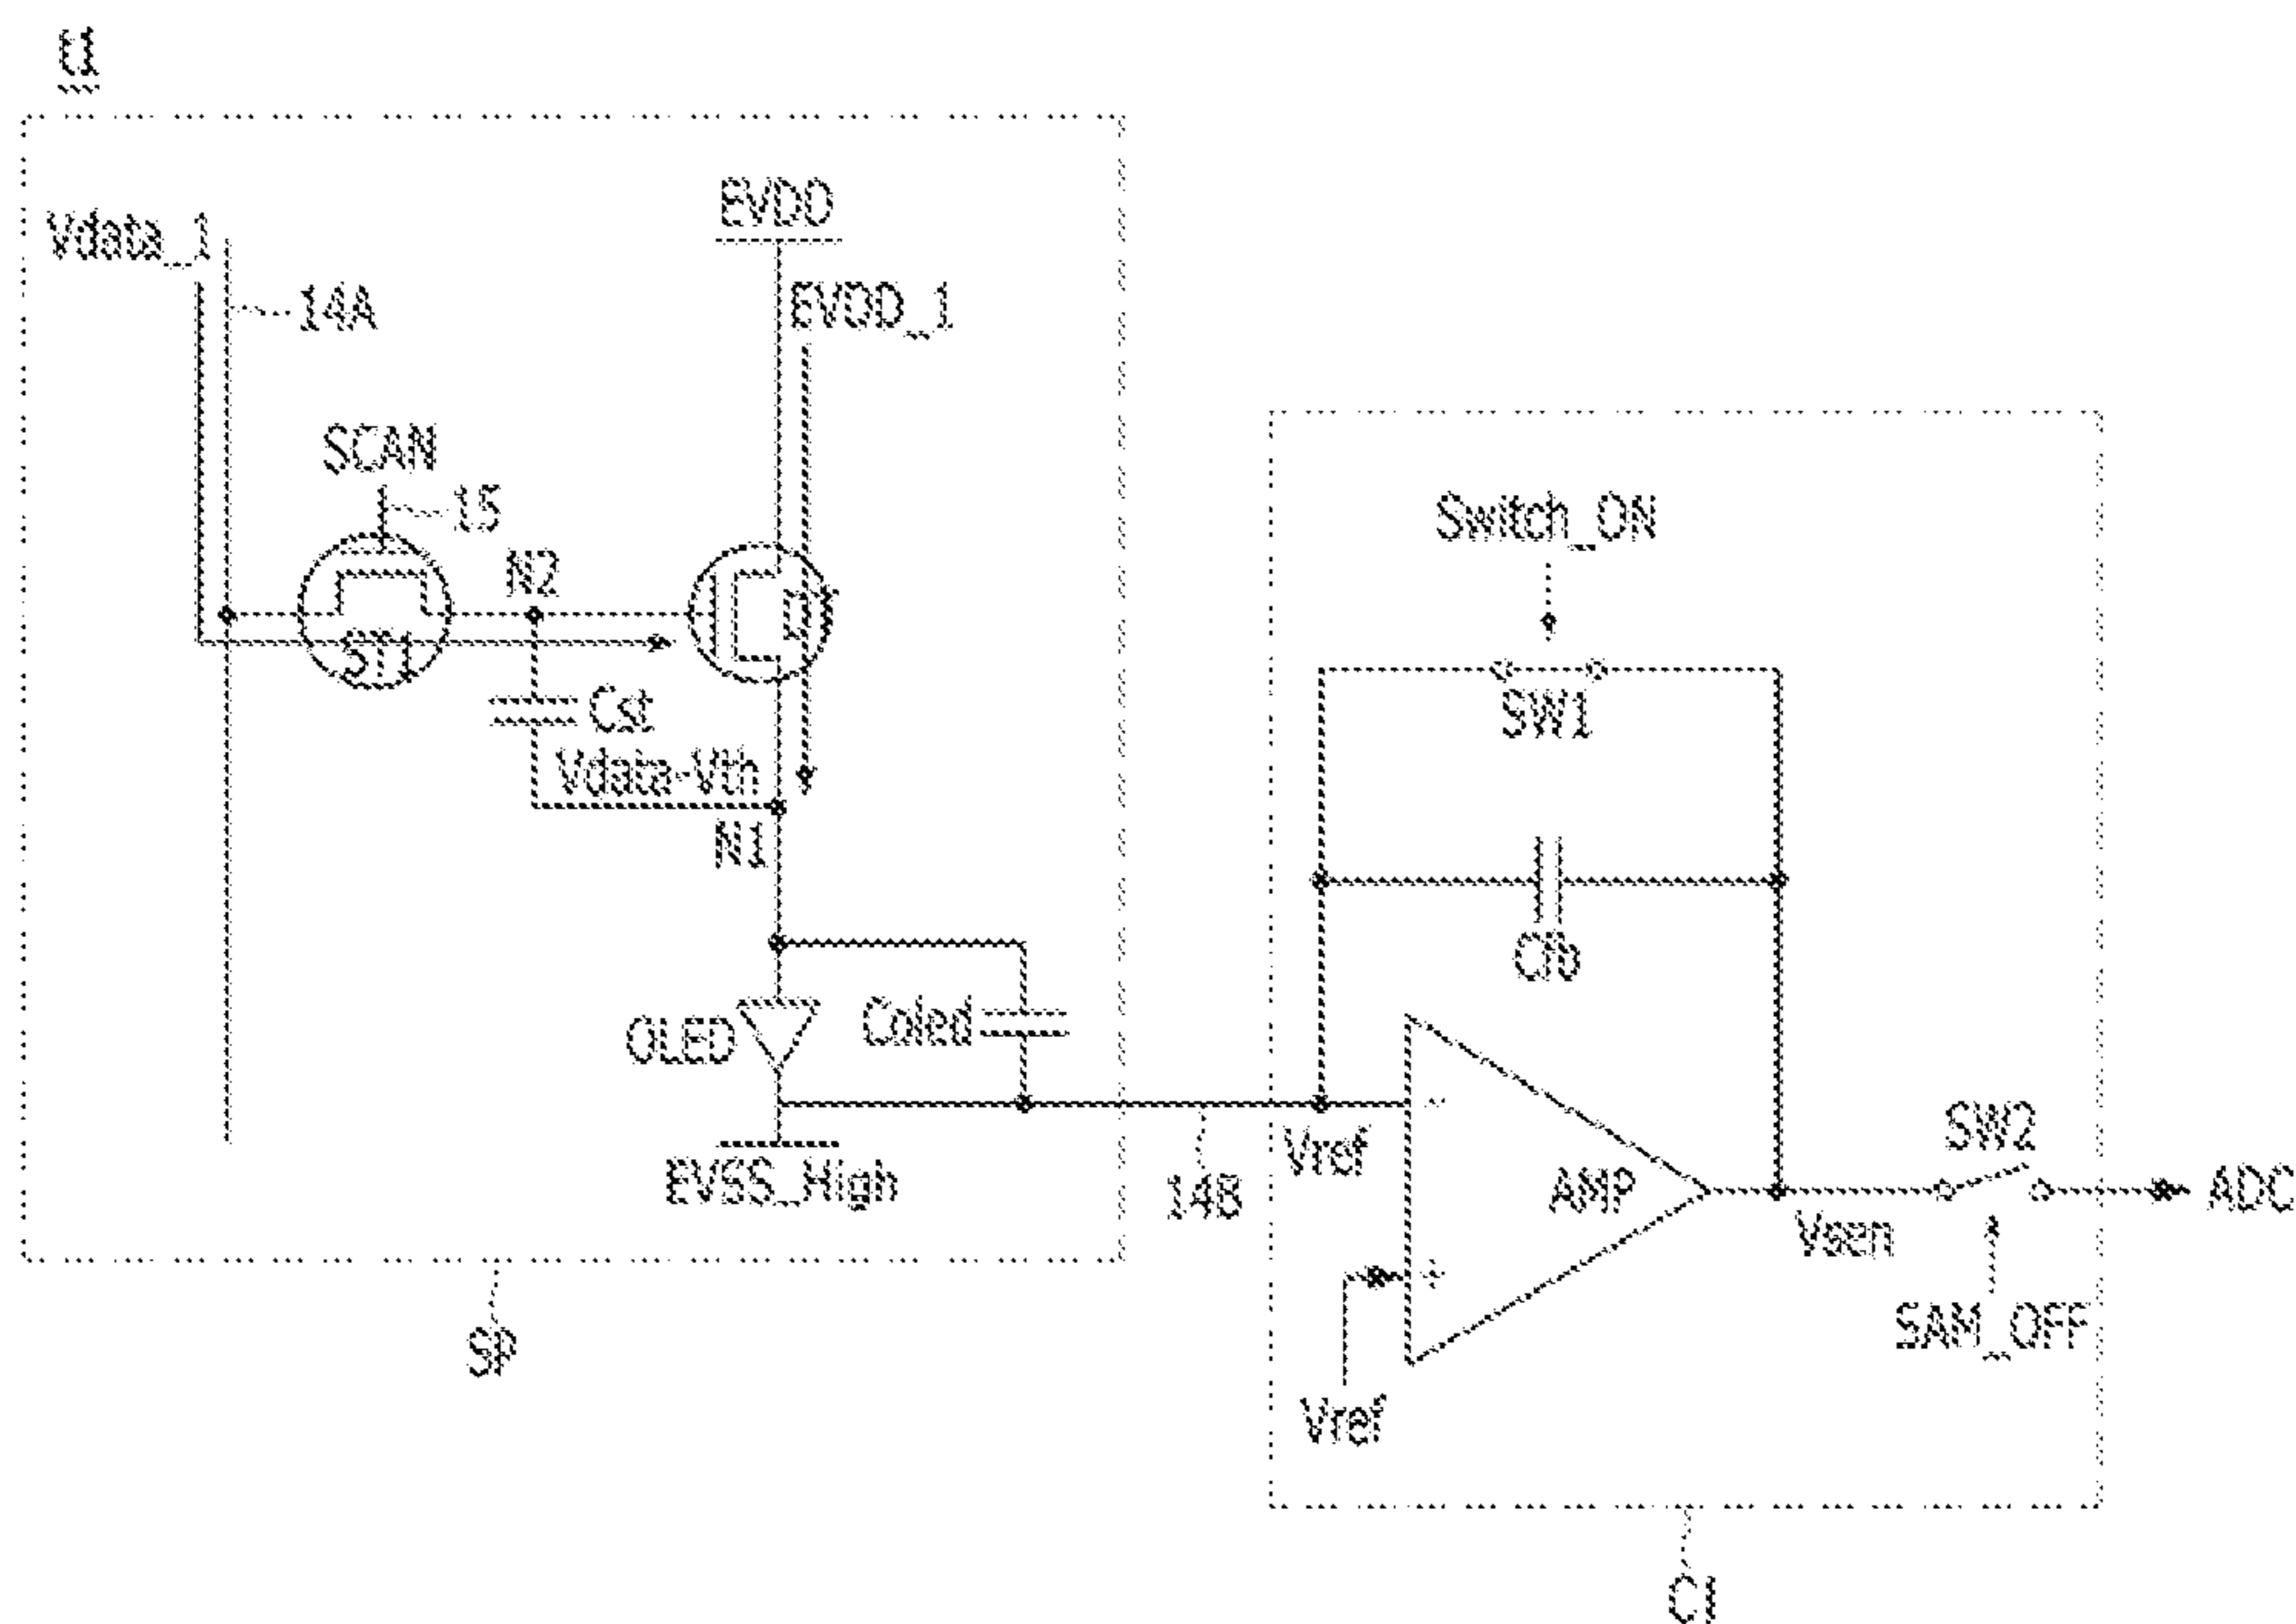 t1
Vdata_1
EVDD
14A
EVDD_1
SCAN
15
N2
DT
ST1
Cst
Vdata-Vth
N1
OLED
Coled
EVSS_High
14B
SP
Switch_ON
SW1
Cfb
Vref
-
AMP
+
Vref
Vsen
SW2
SAM_OFF
ADC
CI